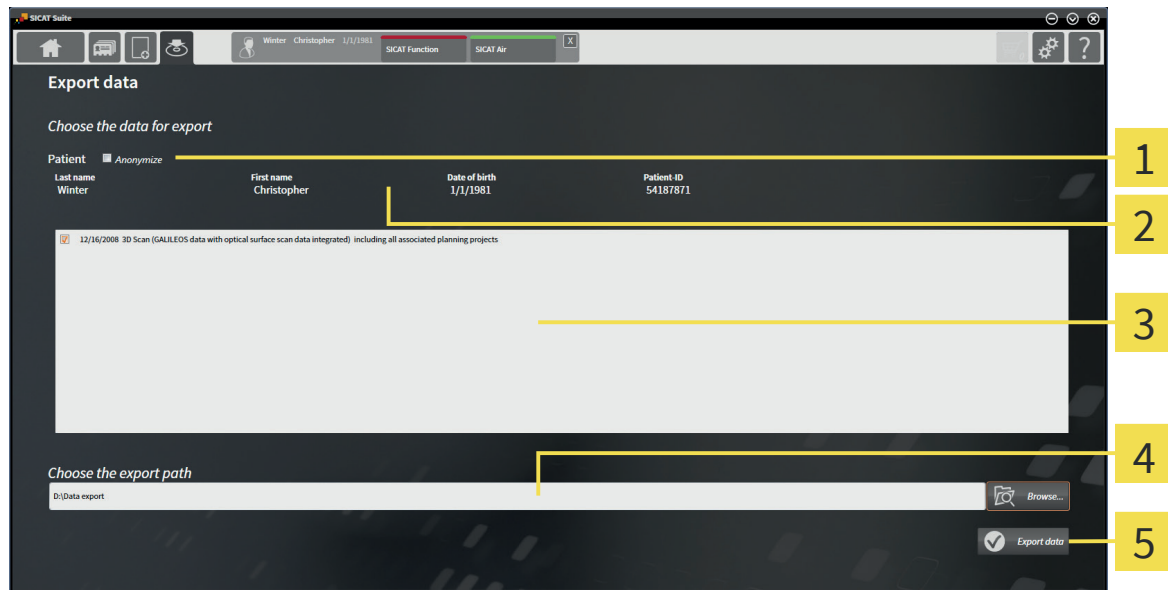 SICAT Suite
Winter Christopher 1/1/1981
SICAT Function
SICAT Air
X
?
Export data
Choose the data for export
1
Patient Anonymize
Last name First name Date of birth Patient-ID
Winter Christopher 1/1/1981 54187871
2
12/16/2008 3D Scan (GALILEOS data with optical surface scan data integrated) including all associated planning projects
3
4
Choose the export path
D:\Data export
Browse...
Export data
5